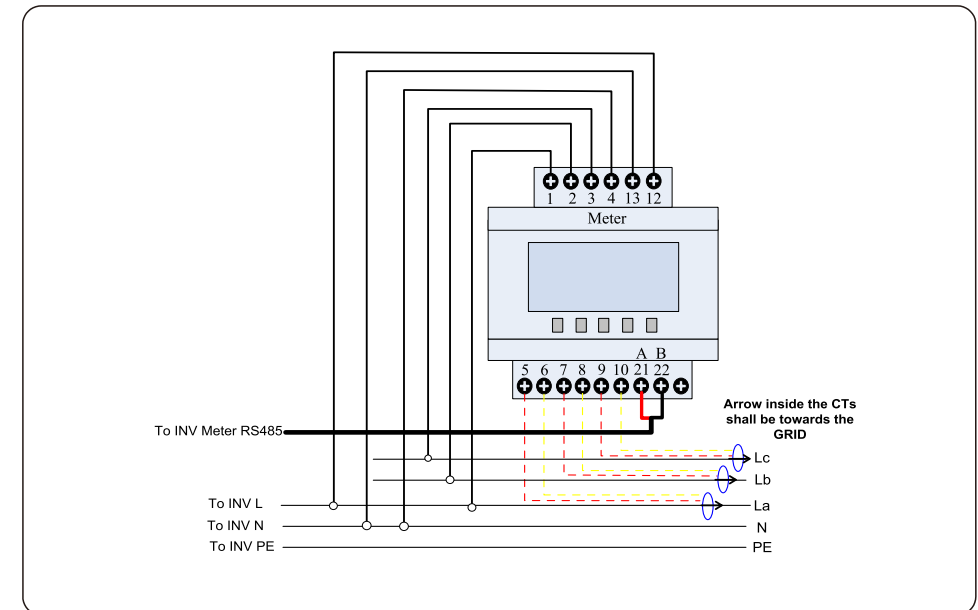 1 2 3 4 13 12
Meter
A B
5 6 7 8 9 10 21 22
Arrow inside the CTs
shall be towards the
GRID
To INV Meter RS485
Lc
Lb
To INV L
La
To INV N
N
To INV PE
PE